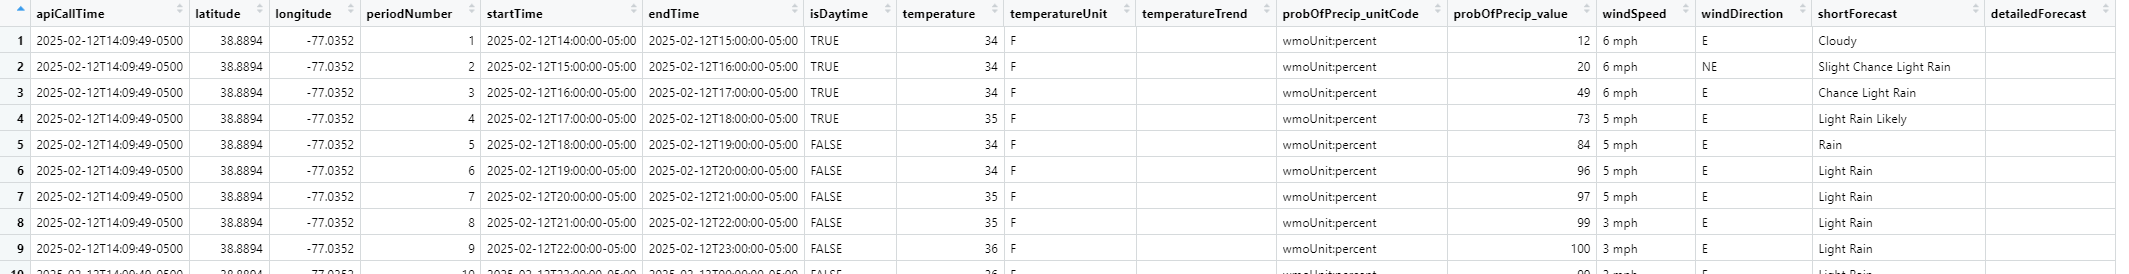 apiCallTime latitude longitude periodNumber startTime endTime isDaytime temperature temperatureUnit temperatureTrend probOfPrecip_unitCode probOfPrecip_value windSpeed windDirection shortForecast detailedForecast
1 2025-02-12T14:09:49-0500 38.8894 -77.0352 1 2025-02-12T14:00:00-05:00 2025-02-12T15:00:00-05:00 TRUE 34 F wmoUnit:percent 12 6 mph E Cloudy
2 2025-02-12T14:09:49-0500 38.8894 -77.0352 2 2025-02-12T15:00:00-05:00 2025-02-12T16:00:00-05:00 TRUE 34 F wmoUnit:percent 20 6 mph NE Slight Chance Light Rain
3 2025-02-12T14:09:49-0500 38.8894 -77.0352 3 2025-02-12T16:00:00-05:00 2025-02-12T17:00:00-05:00 TRUE 34 F wmoUnit:percent 49 6 mph E Chance Light Rain
4 2025-02-12T14:09:49-0500 38.8894 -77.0352 4 2025-02-12T17:00:00-05:00 2025-02-12T18:00:00-05:00 TRUE 35 F wmoUnit:percent 73 5 mph E Light Rain Likely
5 2025-02-12T14:09:49-0500 38.8894 -77.0352 5 2025-02-12T18:00:00-05:00 2025-02-12T19:00:00-05:00 FALSE 34 F wmoUnit:percent 84 5 mph E Rain
6 2025-02-12T14:09:49-0500 38.8894 -77.0352 6 2025-02-12T19:00:00-05:00 2025-02-12T20:00:00-05:00 FALSE 34 F wmoUnit:percent 96 5 mph E Light Rain
7 2025-02-12T14:09:49-0500 38.8894 -77.0352 7 2025-02-12T20:00:00-05:00 2025-02-12T21:00:00-05:00 FALSE 35 F wmoUnit:percent 97 5 mph E Light Rain
8 2025-02-12T14:09:49-0500 38.8894 -77.0352 8 2025-02-12T21:00:00-05:00 2025-02-12T22:00:00-05:00 FALSE 35 F wmoUnit:percent 99 3 mph E Light Rain
9 2025-02-12T14:09:49-0500 38.8894 -77.0352 9 2025-02-12T22:00:00-05:00 2025-02-12T23:00:00-05:00 FALSE 36 F wmoUnit:percent 100 3 mph E Light Rain